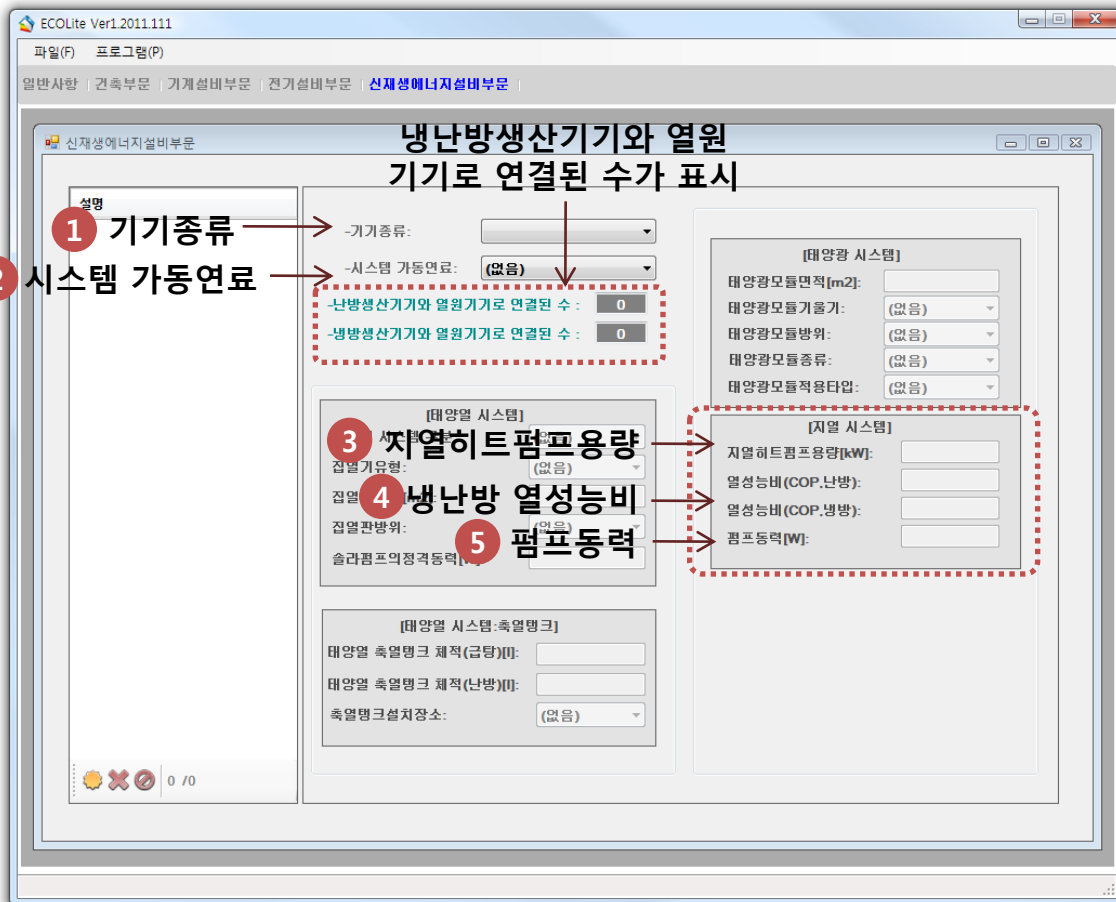 ECOLite Ver1.2011.111
파일(F) 프로그램(P)
일반사항 건축부문 기계설비부문 전기설비부문 신재생에너지설비부문
신재생에너지설비부문
냉난방생산기기와 열원
기기로 연결된 수가 표시
설명
1 기기종류
-기기종류:
2 시스템 가동연료
-시스템 가동연료: (없음)
-난방생산기기와 열원기기로 연결된 수 : 0
-냉방생산기기와 열원기기로 연결된 수 : 0
[태양열 시스템]
3 지열히트펌프용량
집열기유형: (없음)
4 냉난방 열성능비
집열판방위:
5 펌프동력
솔라펌프의정격동력
[태양열 시스템:축열탱크]
태양열 축열탱크 체적(급탕)[l]:
태양열 축열탱크 체적(난방)[l]:
축열탱크설치장소: (없음)
[태양광 시스템]
태양광모듈면적[m2]:
태양광모듈기울기: (없음)
태양광모듈방위: (없음)
태양광모듈종류: (없음)
태양광모듈적용타입: (없음)
[지열 시스템]
지열히트펌프용량[kW]:
열성능비(COP,난방):
열성능비(COP,냉방):
펌프동력[W]:
0 /0